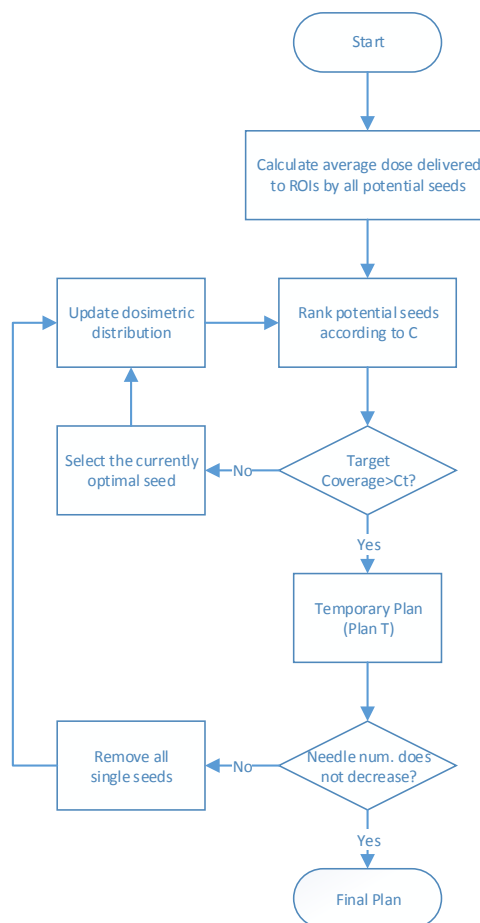 Start
Calculate average dose delivered
to ROIs by all potential seeds
Update dosimetric
distribution
Rank potential seeds
according to C
Select the currently
optimal seed
No
Target
Coverage>Ct?
Yes
Temporary Plan
(Plan T)
Remove all
single seeds
No
Needle num. does
not decrease?
Yes
Final Plan